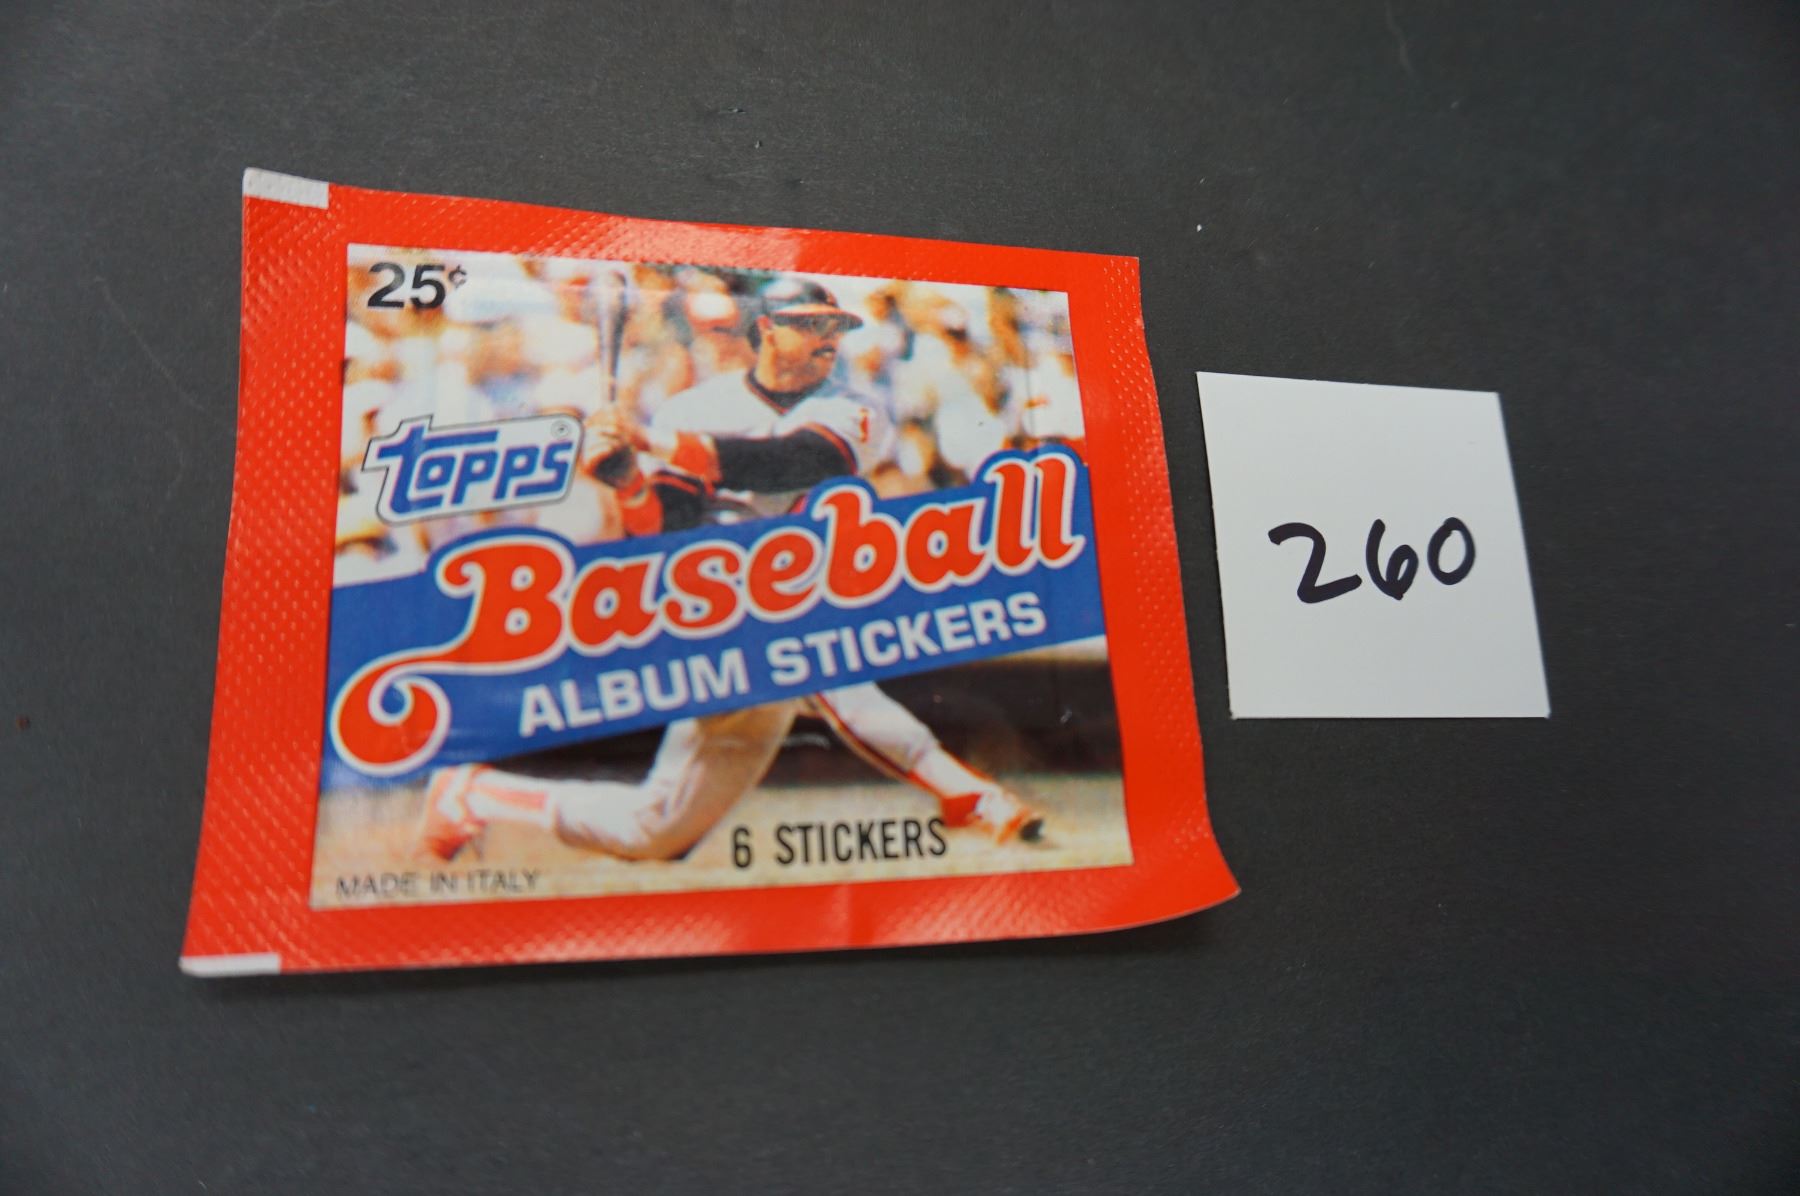 25¢
topps®
Baseball
ALBUM STICKERS
6 STICKERS
MADE IN ITALY
260